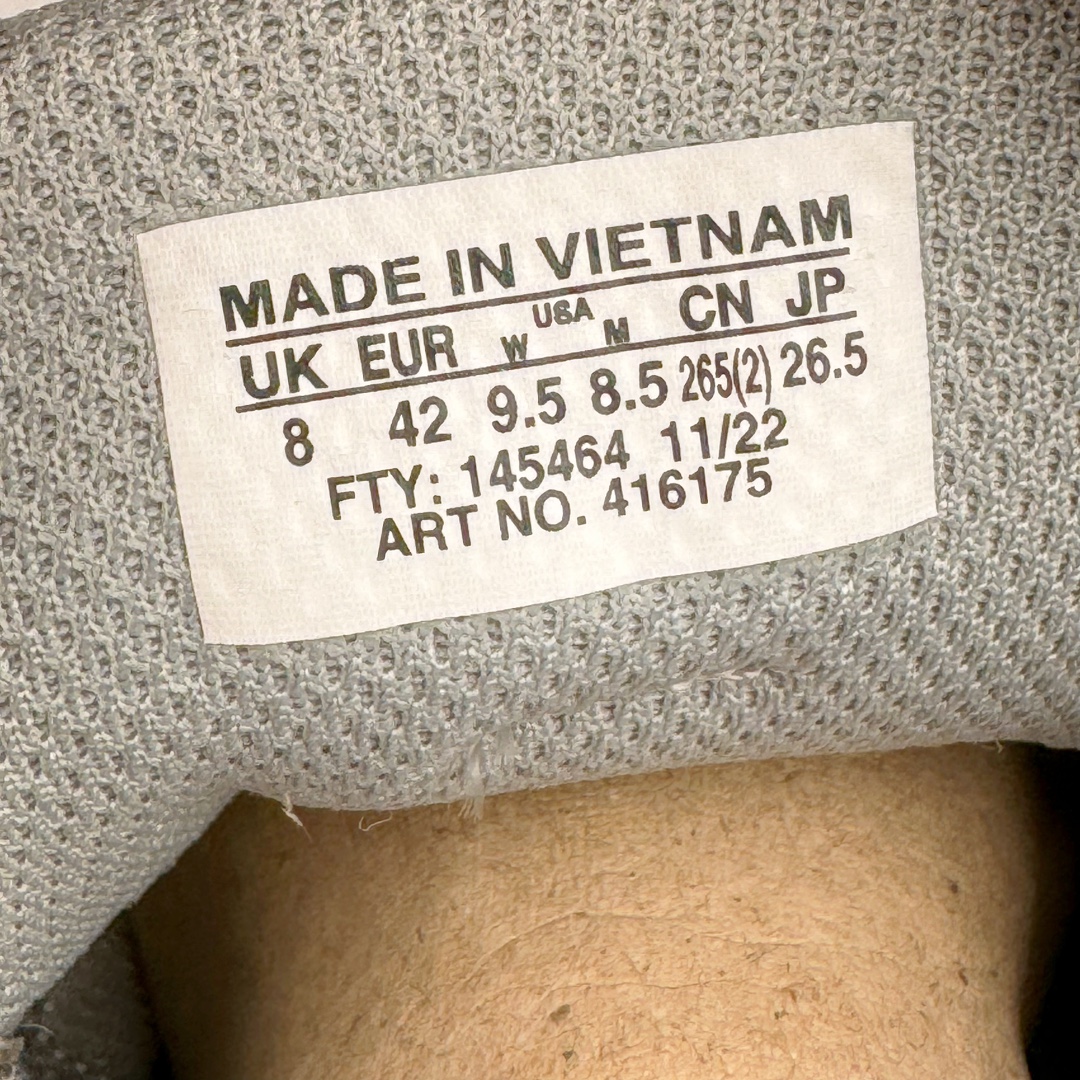 MADE IN VIETNAM
UK EUR W USA M CN JP
8 42 9.5 8.5 265(2) 26.5
FTY: 145464 11/22
ART NO. 416175